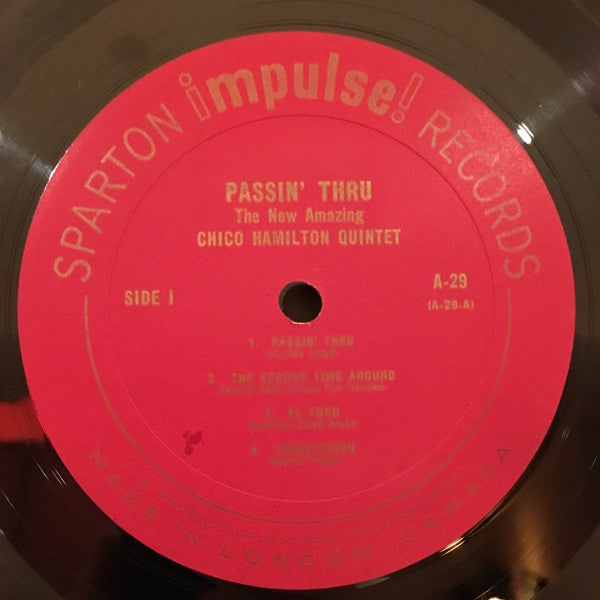 SPARTON impulse! RECORDS
PASSIN' THRU
The New Amazing
CHICO HAMILTON QUINTET
SIDE 1
A-29
(A-29-A)
1. PASSIN' THRU
2. THE SECOND TIME AROUND
3. EL TORO
4. TRANSFUSION
MADE IN LONDON, CANADA